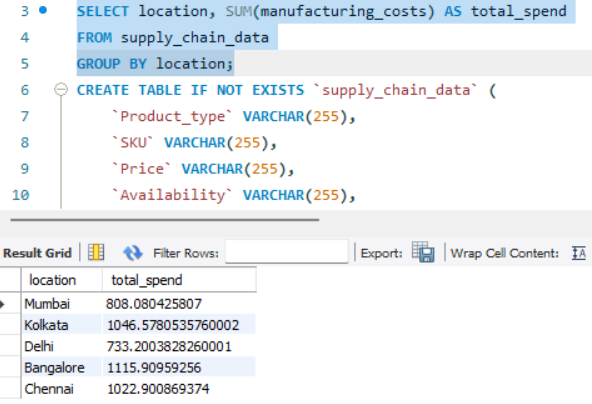 3 SELECT location, SUM(manufacturing_costs) AS total_spend
4 FROM supply_chain_data
5 GROUP BY location;
6 CREATE TABLE IF NOT EXISTS `supply_chain_data` (
7 `Product_type` VARCHAR(255),
8 `SKU` VARCHAR(255),
9 `Price` VARCHAR(255),
10 `Availability` VARCHAR(255),
Result Grid Filter Rows: Export: Wrap Cell Content: IA
location total_spend
Mumbai 808.080425807
Kolkata 1046.5780535760002
Delhi 733.2003828260001
Bangalore 1115.90959256
Chennai 1022.900869374